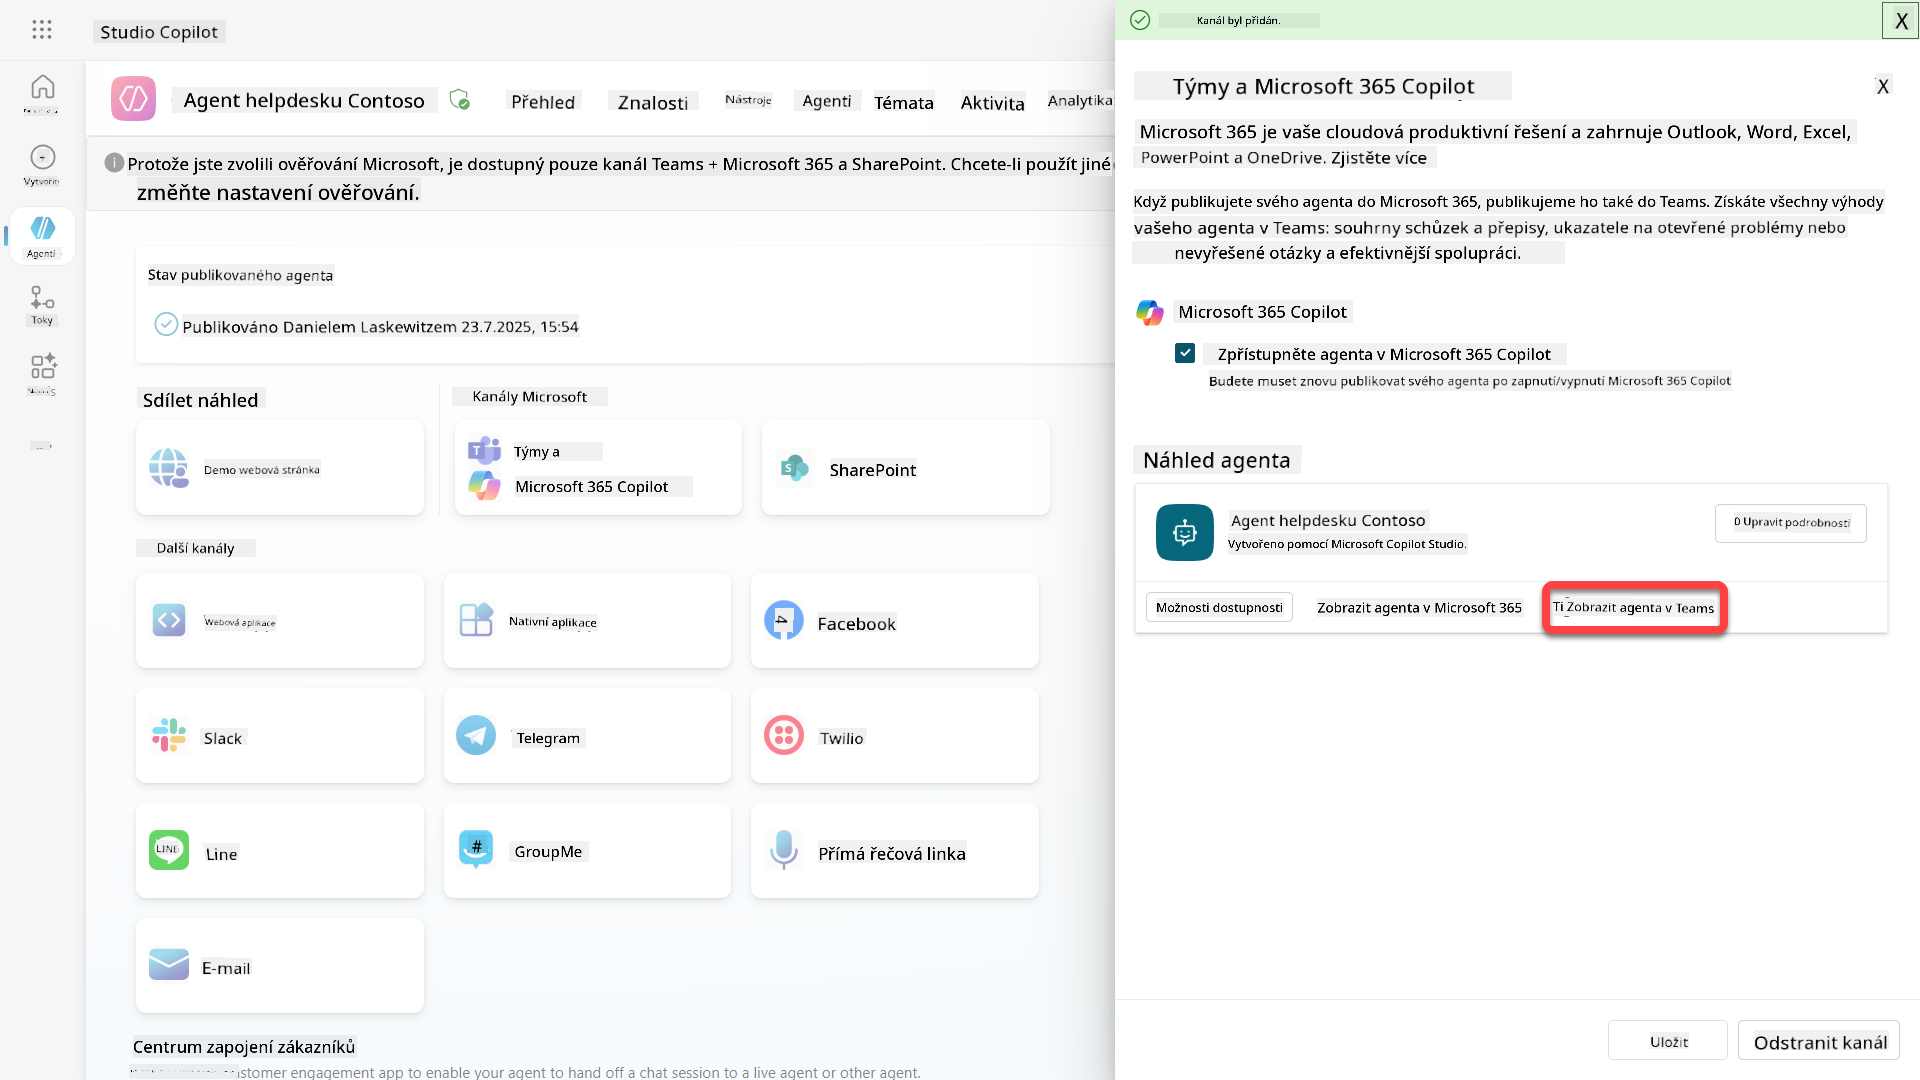 Studio Copilot
Vytvořit
Agenti
Toky
Agent helpdesku Contoso
Přehled
Znalosti
Nástroje
Agenti
Témata
Aktivita
Analytika
Protože jste zvolili ověřování Microsoft, je dostupný pouze kanál Teams + Microsoft 365 a SharePoint. Chcete-li použít jiné
změňte nastavení ověřování.
Stav publikovaného agenta
Publikováno Danielem Laskewitzem 23.7.2025, 15:54
Sdílet náhled
Kanály Microsoft
Demo webová stránka
Týmy a
Microsoft 365 Copilot
SharePoint
Další kanály
Webová aplikace
Nativní aplikace
Facebook
Slack
Telegram
Twilio
LINE
Line
GroupMe
Přímá řečová linka
E-mail
Centrum zapojení zákazníků
stomer engagement app to enable your agent to hand off a chat session to a live agent or other agent.
Kanál byl přidán.
X
Týmy a Microsoft 365 Copilot
X
Microsoft 365 je vaše cloudová produktivní řešení a zahrnuje Outlook, Word, Excel,
PowerPoint a OneDrive. Zjistěte více
Když publikujete svého agenta do Microsoft 365, publikujeme ho také do Teams. Získáte všechny výhody
vašeho agenta v Teams: souhrny schůzek a přepisy, ukazatele na otevřené problémy nebo
nevyřešené otázky a efektivnější spolupráci.
Microsoft 365 Copilot
Zpřístupněte agenta v Microsoft 365 Copilot
Budete muset znovu publikovat svého agenta po zapnutí/vypnutí Microsoft 365 Copilot
Náhled agenta
Agent helpdesku Contoso
Vytvořeno pomocí Microsoft Copilot Studio.
0 Upravit podrobnosti
Možnosti dostupnosti
Zobrazit agenta v Microsoft 365
Ti Zobrazit agenta v Teams
Uložit
Odstranit kanál